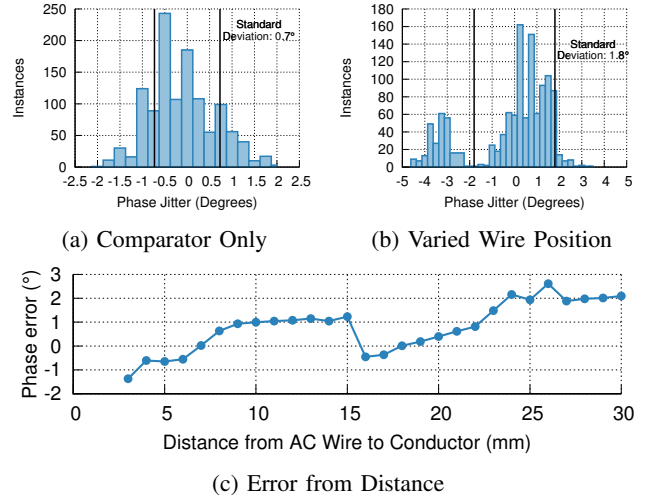 250
200
150
100
50
0
Instances
Standard
Deviation: 0.7°
-2.5 -2 -1.5 -1 -0.5 0 0.5 1 1.5 2 2.5
Phase Jitter (Degrees)
(a) Comparator Only
180
160
140
120
100
80
60
40
20
0
Instances
Standard
Deviation: 1.8°
-5 -4 -3 -2 -1 0 1 2 3 4 5
Phase Jitter (Degrees)
(b) Varied Wire Position
3
2
1
0
-1
-2
Phase error (°)
0 5 10 15 20 25 30
Distance from AC Wire to Conductor (mm)
(c) Error from Distance